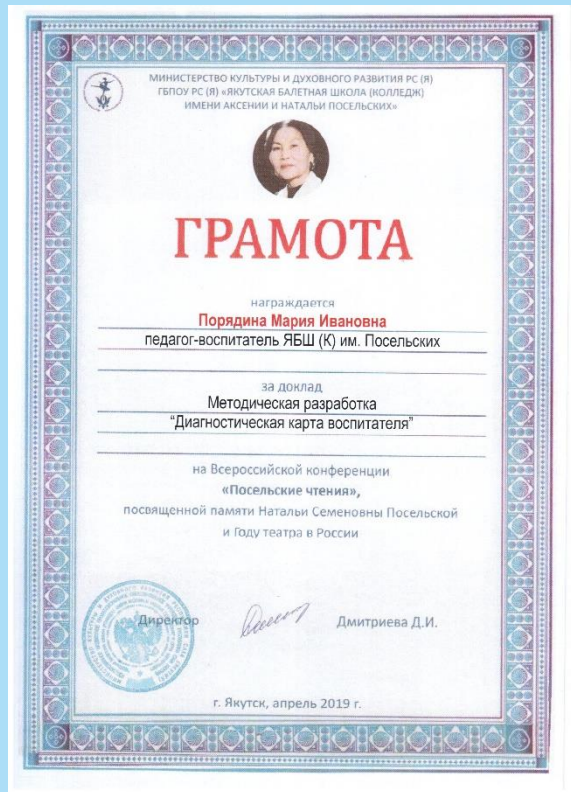 МИНИСТЕРСТВО КУЛЬТУРЫ И ДУХОВНОГО РАЗВИТИЯ РС (Я)
ГБПОУ РС (Я) «ЯКУТСКАЯ БАЛЕТНАЯ ШКОЛА (КОЛЛЕДЖ)
ИМЕНИ АКСЕНИИ И НАТАЛЬИ ПОСЕЛЬСКИХ»
ГРАМОТА
награждается
Порядина Мария Ивановна
педагог-воспитатель ЯБШ (К) им. Посельских
за доклад
Методическая разработка
"Диагностическая карта воспитателя"
на Всероссийской конференции
«Посельские чтения»,
посвященной памяти Натальи Семеновны Посельской
и Году театра в России
Директор Дмитриева Д.И.
г. Якутск, апрель 2019 г.